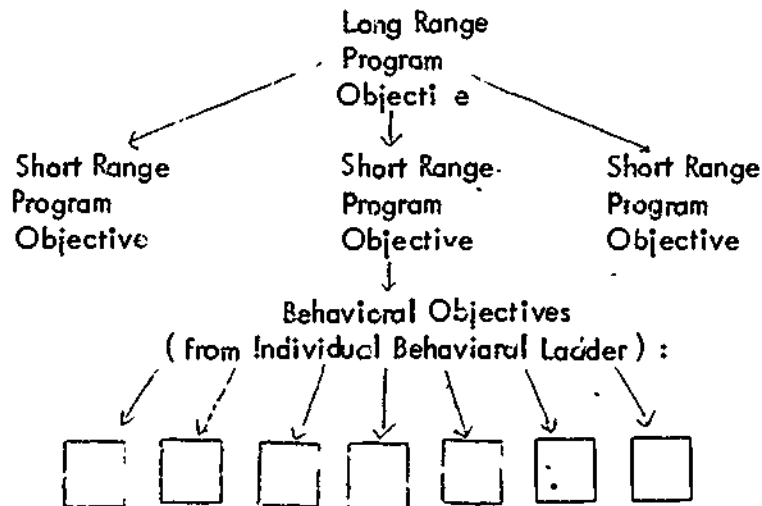 Long Range
Program
Objecti e
Short Range
Program
Objective
Short Range
Program
Objective
Short Range
Program
Objective
Behavioral Objectives
(from Individual Behavioral Ladder) :